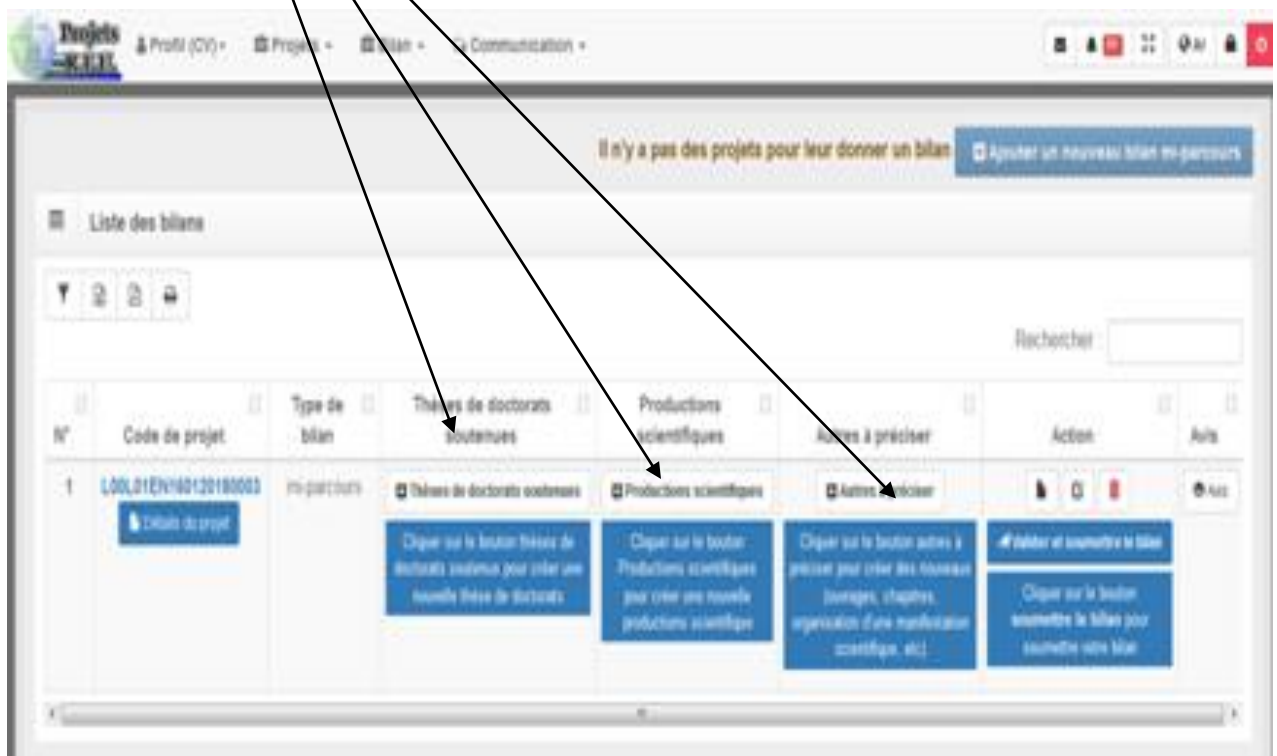 Projets
Profil (CV)
Projets
Bilan
Communication
Il n'y a pas des projets pour leur donner un bilan
Ajouter un nouveau bilan mi-parcours
Liste des bilans
Rechercher
N°
Code de projet
Type de bilan
Thèses de doctorats soutenues
Productions scientifiques
Autres à préciser
Action
Avis
1
L00L01EN160120180003
Détails du projet
mi-parcours
Thèses de doctorats soutenues
Cliquer sur le bouton thèses de
doctorats soutenus pour créer une
nouvelle thèse de doctorats
Productions scientifiques
Cliquer sur le bouton
Productions scientifiques
pour créer une nouvelle
productions scientifique
Autres à préciser
Cliquer sur le bouton autres à
préciser pour créer des nouveaux
(ouvrages, chapitres,
organisation d'une manifestation
scientifique, etc)
Valider et soumettre le bilan
Cliquer sur le bouton
soumettre le bilan pour
soumettre votre bilan
Avis